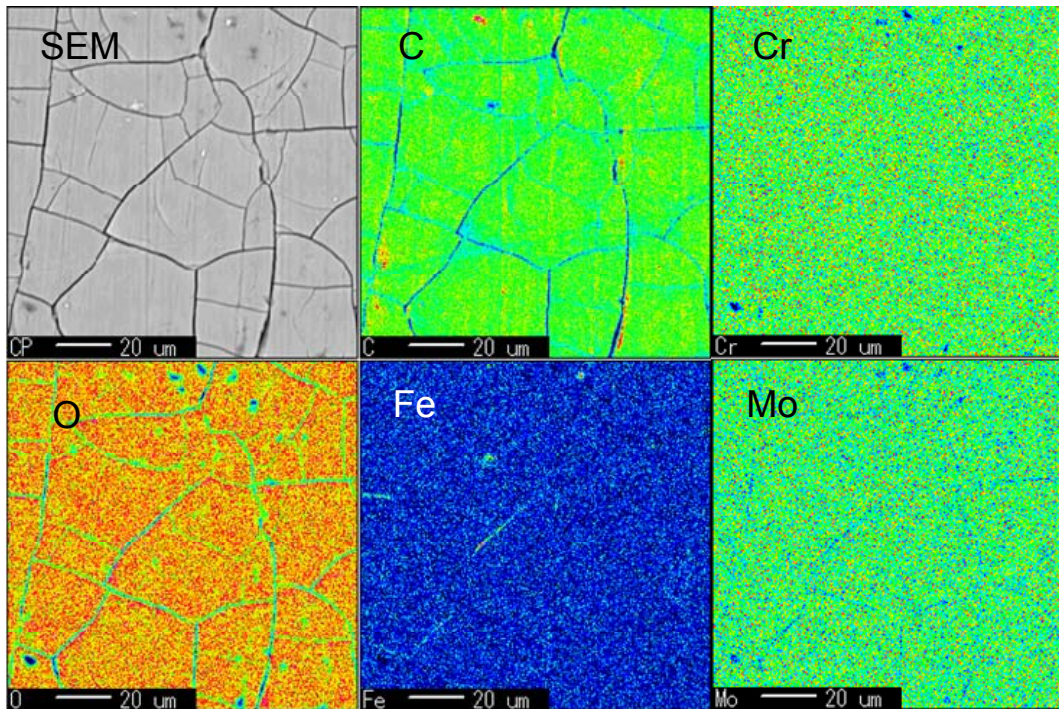 SEM
C
Cr
CP 20 um
C 20 um
Cr 20 um
O
Fe
Mo
O 20 um
Fe 20 um
Mo 20 um